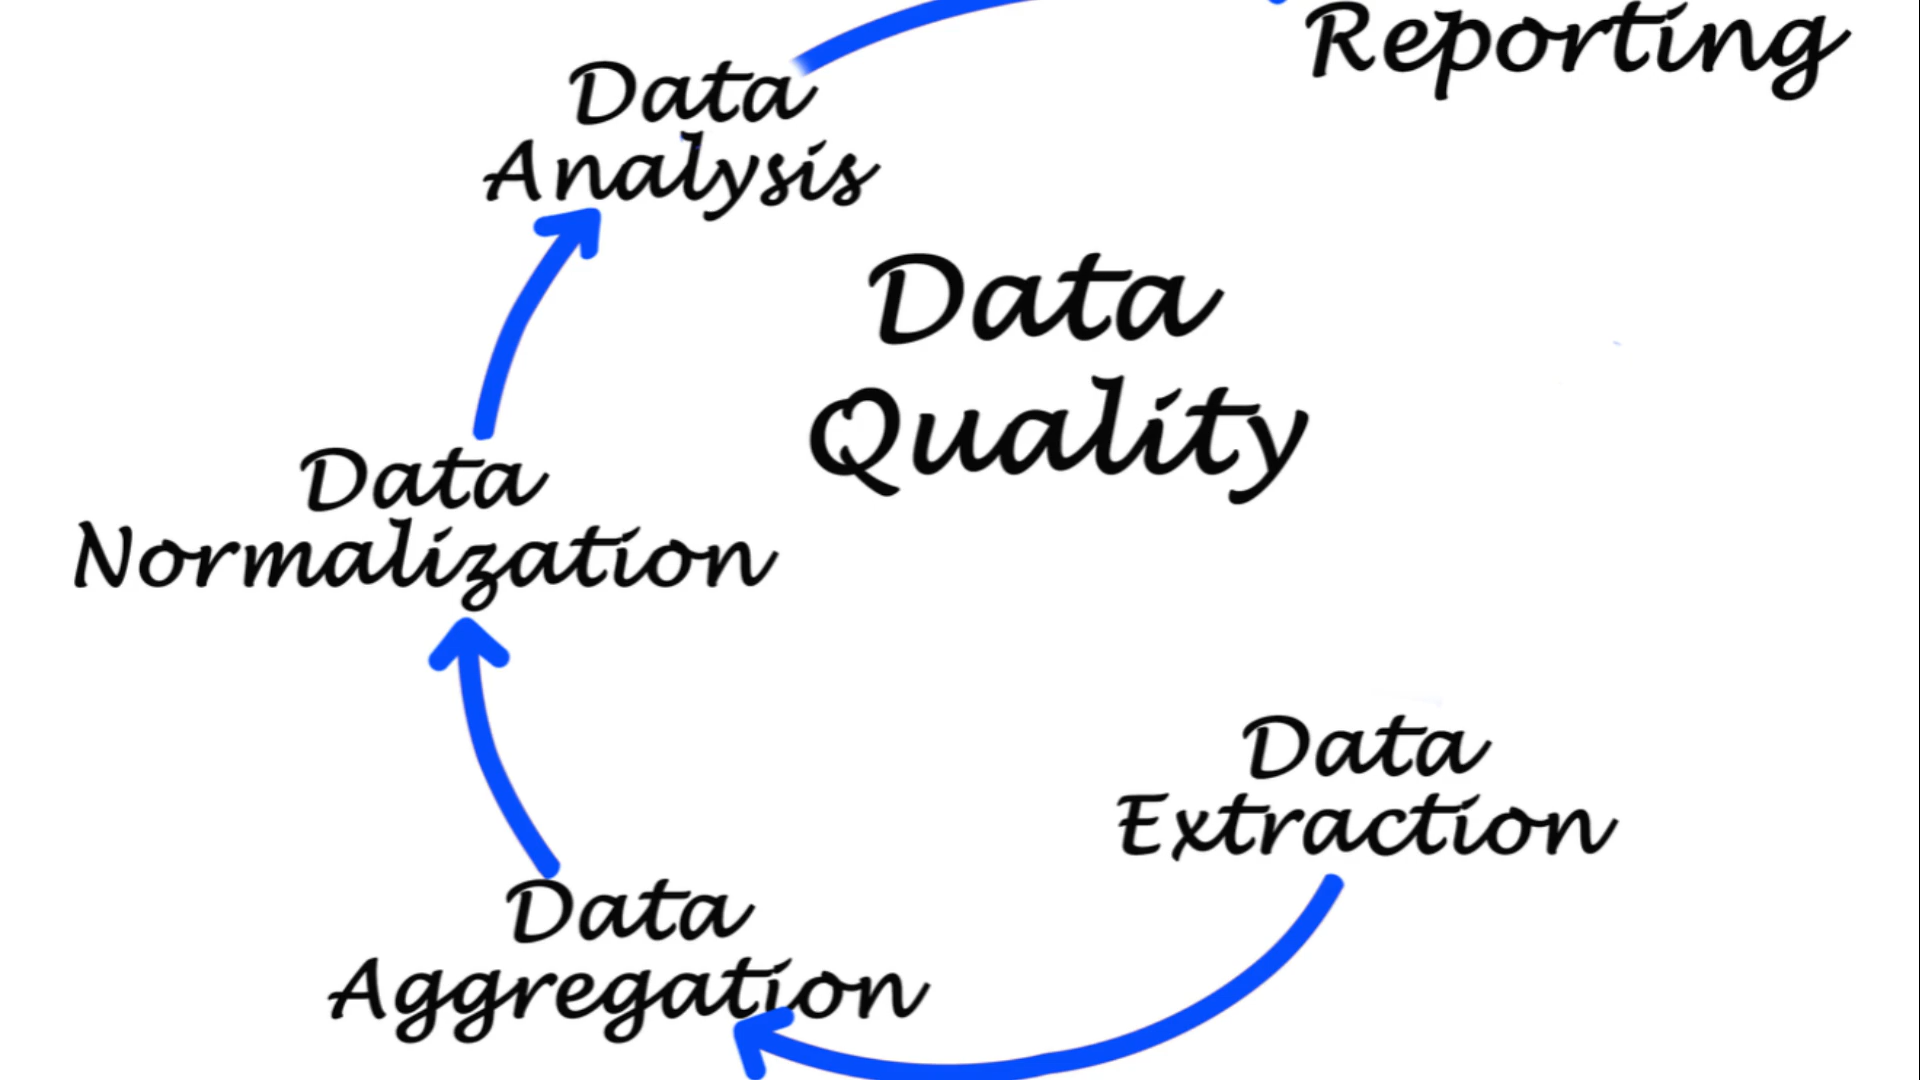 Reporting
Data
Analysis
Data
Quality
Data
Normalization
Data
Extraction
Data
Aggregation